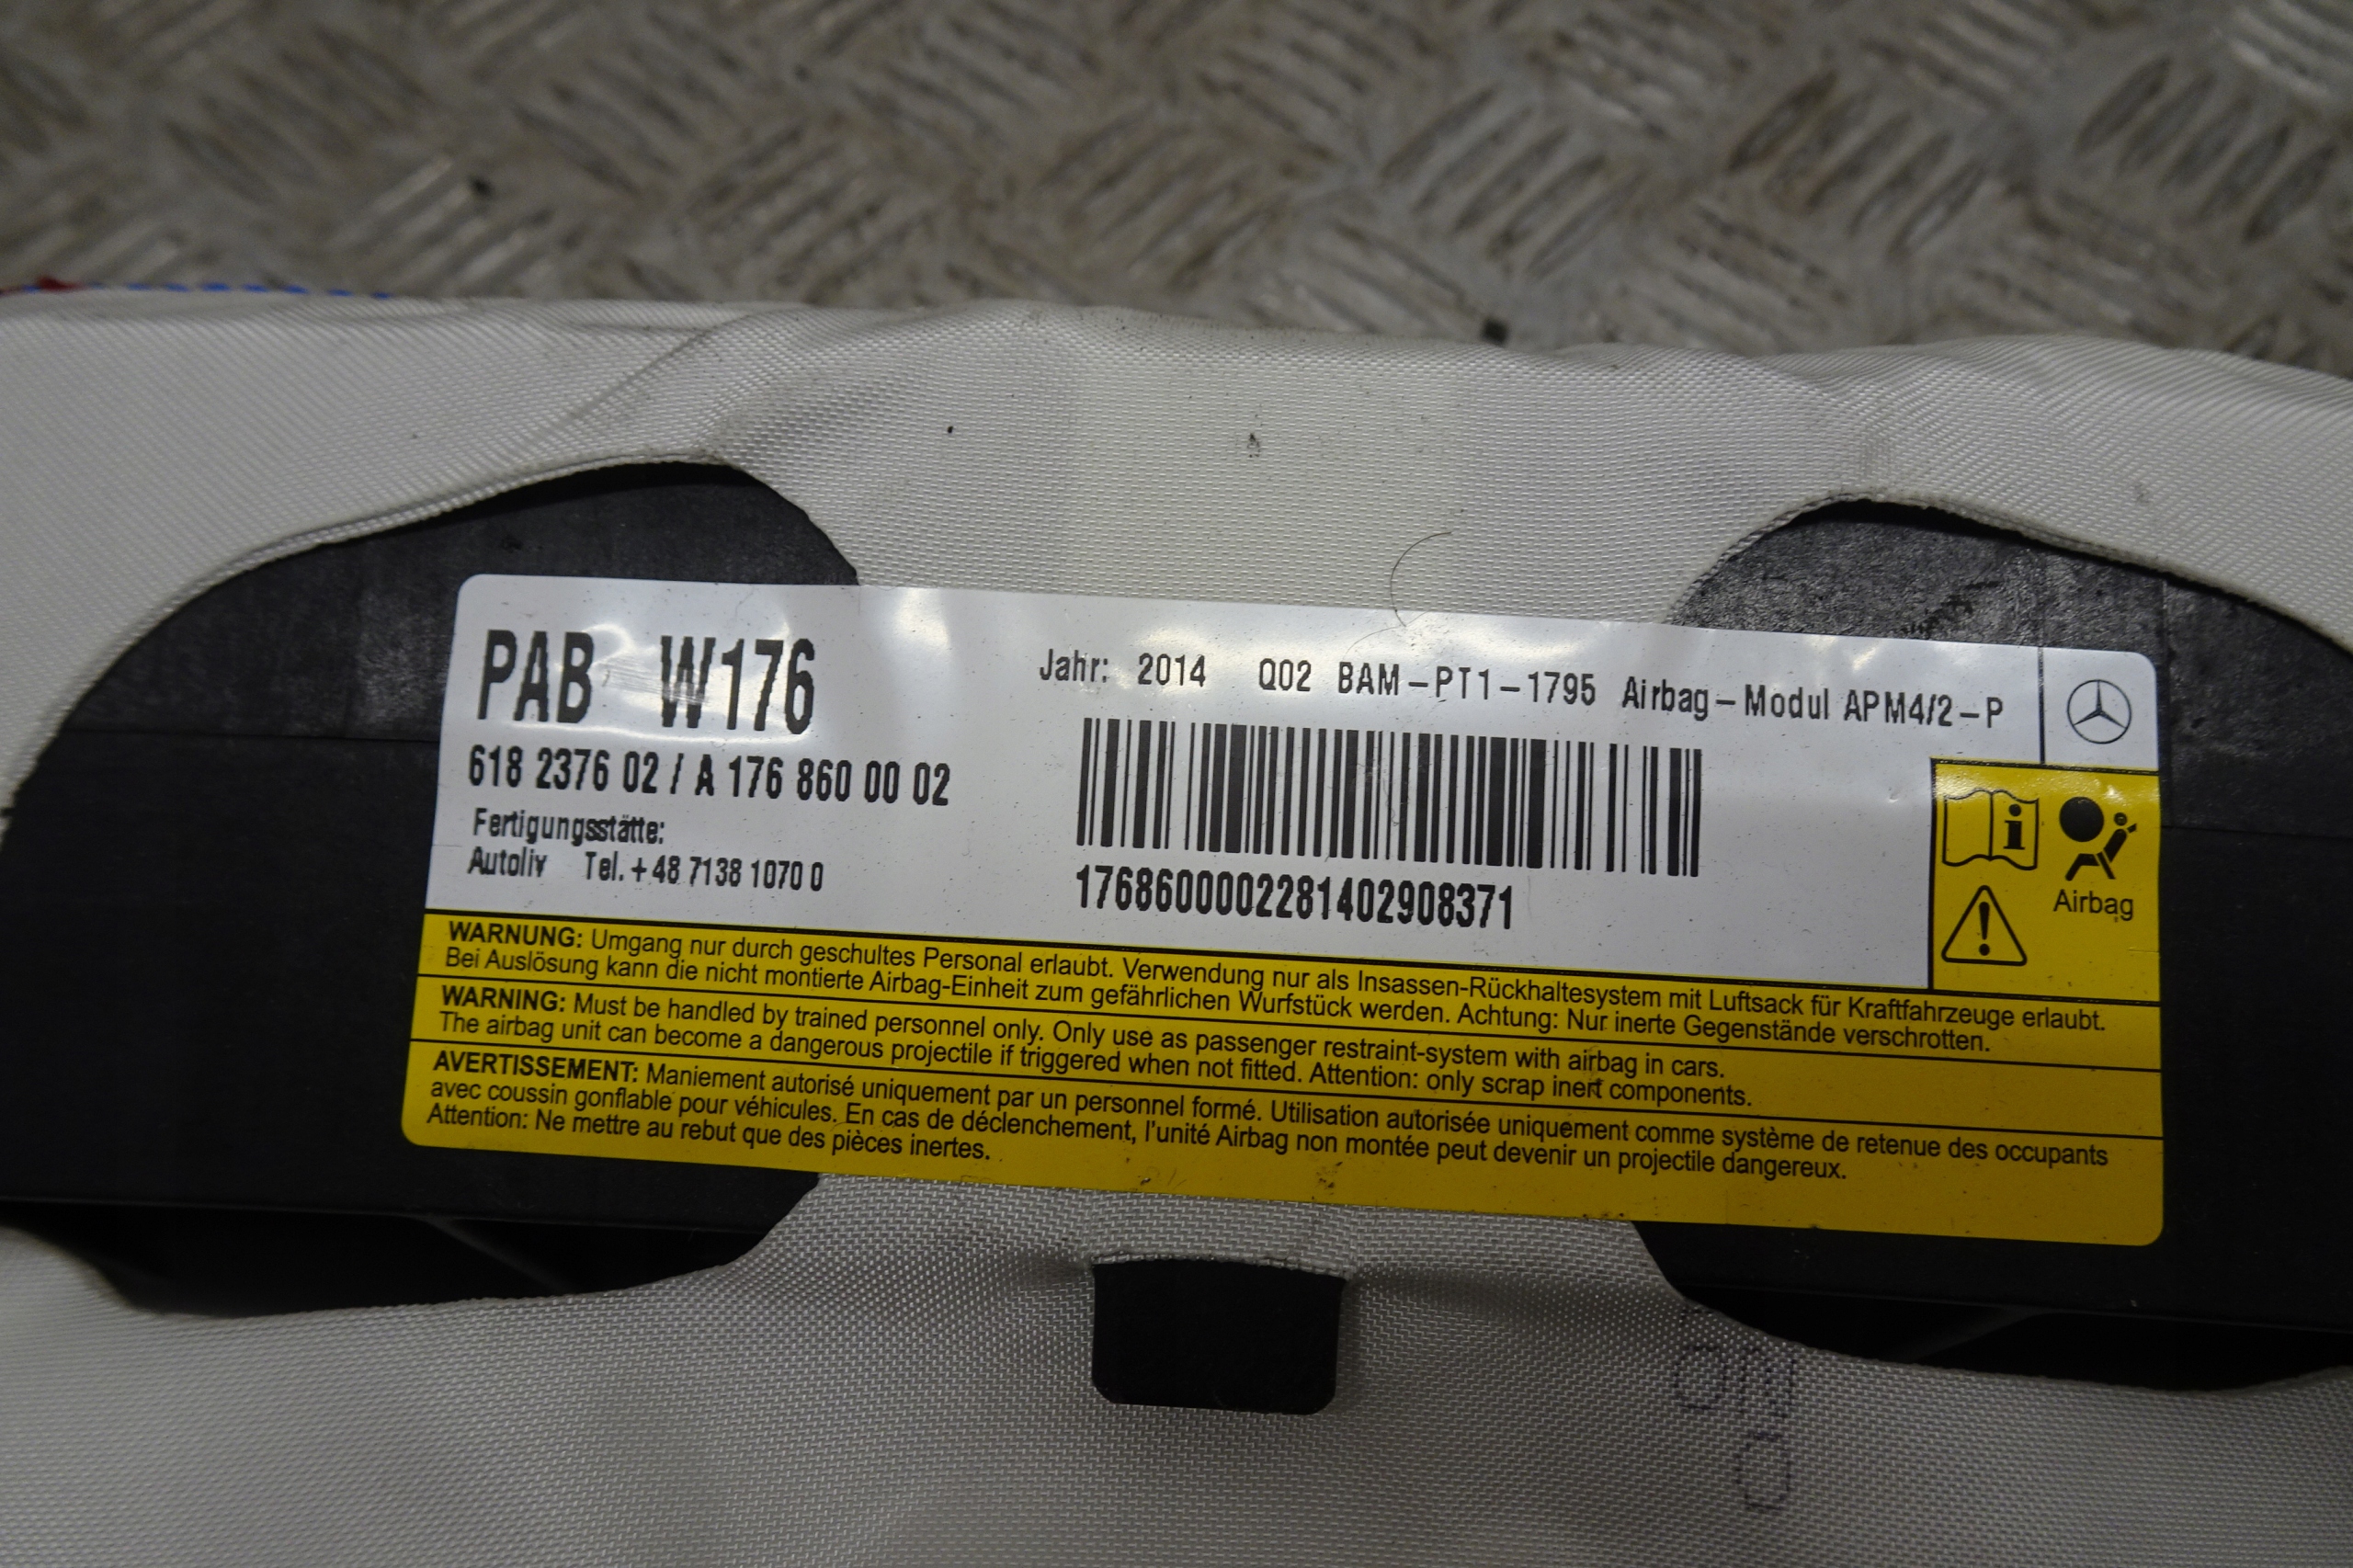 PAB W176
Jahr: 2014 Q02 BAM-PT1-1795 Airbag-Modul APM4/2-P
618 2376 02 / A 176 860 00 02
Fertigungsstätte:
Autoliv Tel. +48 7138 1070 0
1768600002281402908371
Airbag
WARNUNG: Umgang nur durch geschultes Personal erlaubt. Verwendung nur als Insassen-Rückhaltesystem mit Luftsack für Kraftfahrzeuge erlaubt.
Bei Auslösung kann die nicht montierte Airbag-Einheit zum gefährlichen Wurfstück werden. Achtung: Nur inerte Gegenstände verschrotten.
WARNING: Must be handled by trained personnel only. Only use as passenger restraint-system with airbag in cars.
The airbag unit can become a dangerous projectile if triggered when not fitted. Attention: only scrap inert components.
AVERTISSEMENT: Maniement autorisé uniquement par un personnel formé. Utilisation autorisée uniquement comme système de retenue des occupants
avec coussin gonflable pour véhicules. En cas de déclenchement, l'unité Airbag non montée peut devenir un projectile dangereux.
Attention: Ne mettre au rebut que des pièces inertes.